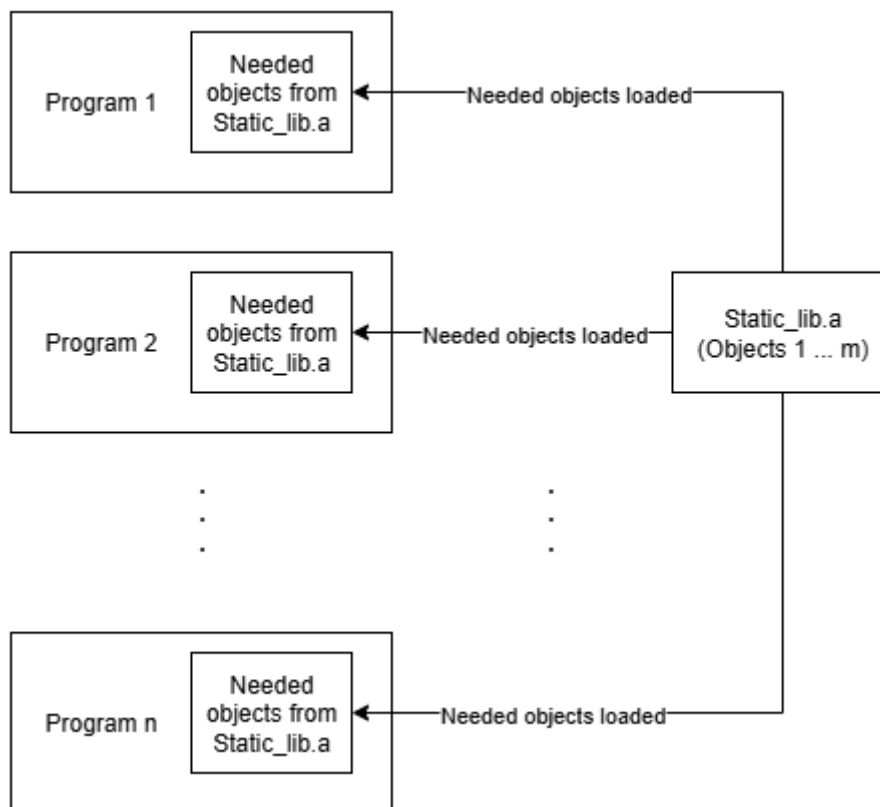 Program 1
Needed
objects from
Static_lib.a
Needed objects loaded
Program 2
Needed
objects from
Static_lib.a
Needed objects loaded
Static_lib.a
(Objects 1 ... m)
Program n
Needed
objects from
Static_lib.a
Needed objects loaded